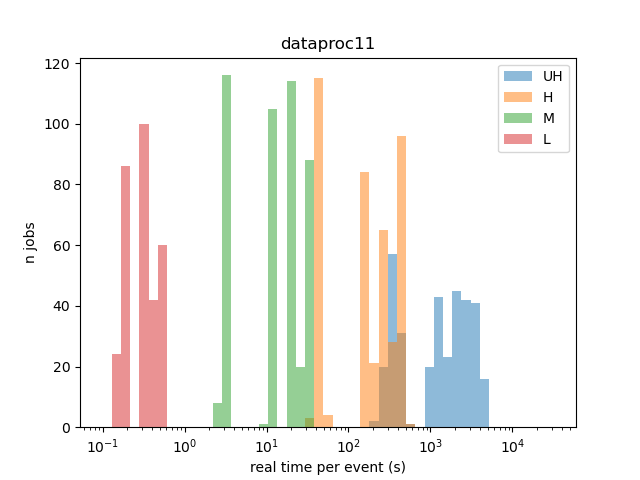 dataproc11
120
100
80
60
40
20
0
n jobs
UH
H
M
L
10⁻¹ 10⁰ 10¹ 10² 10³ 10⁴
real time per event (s)